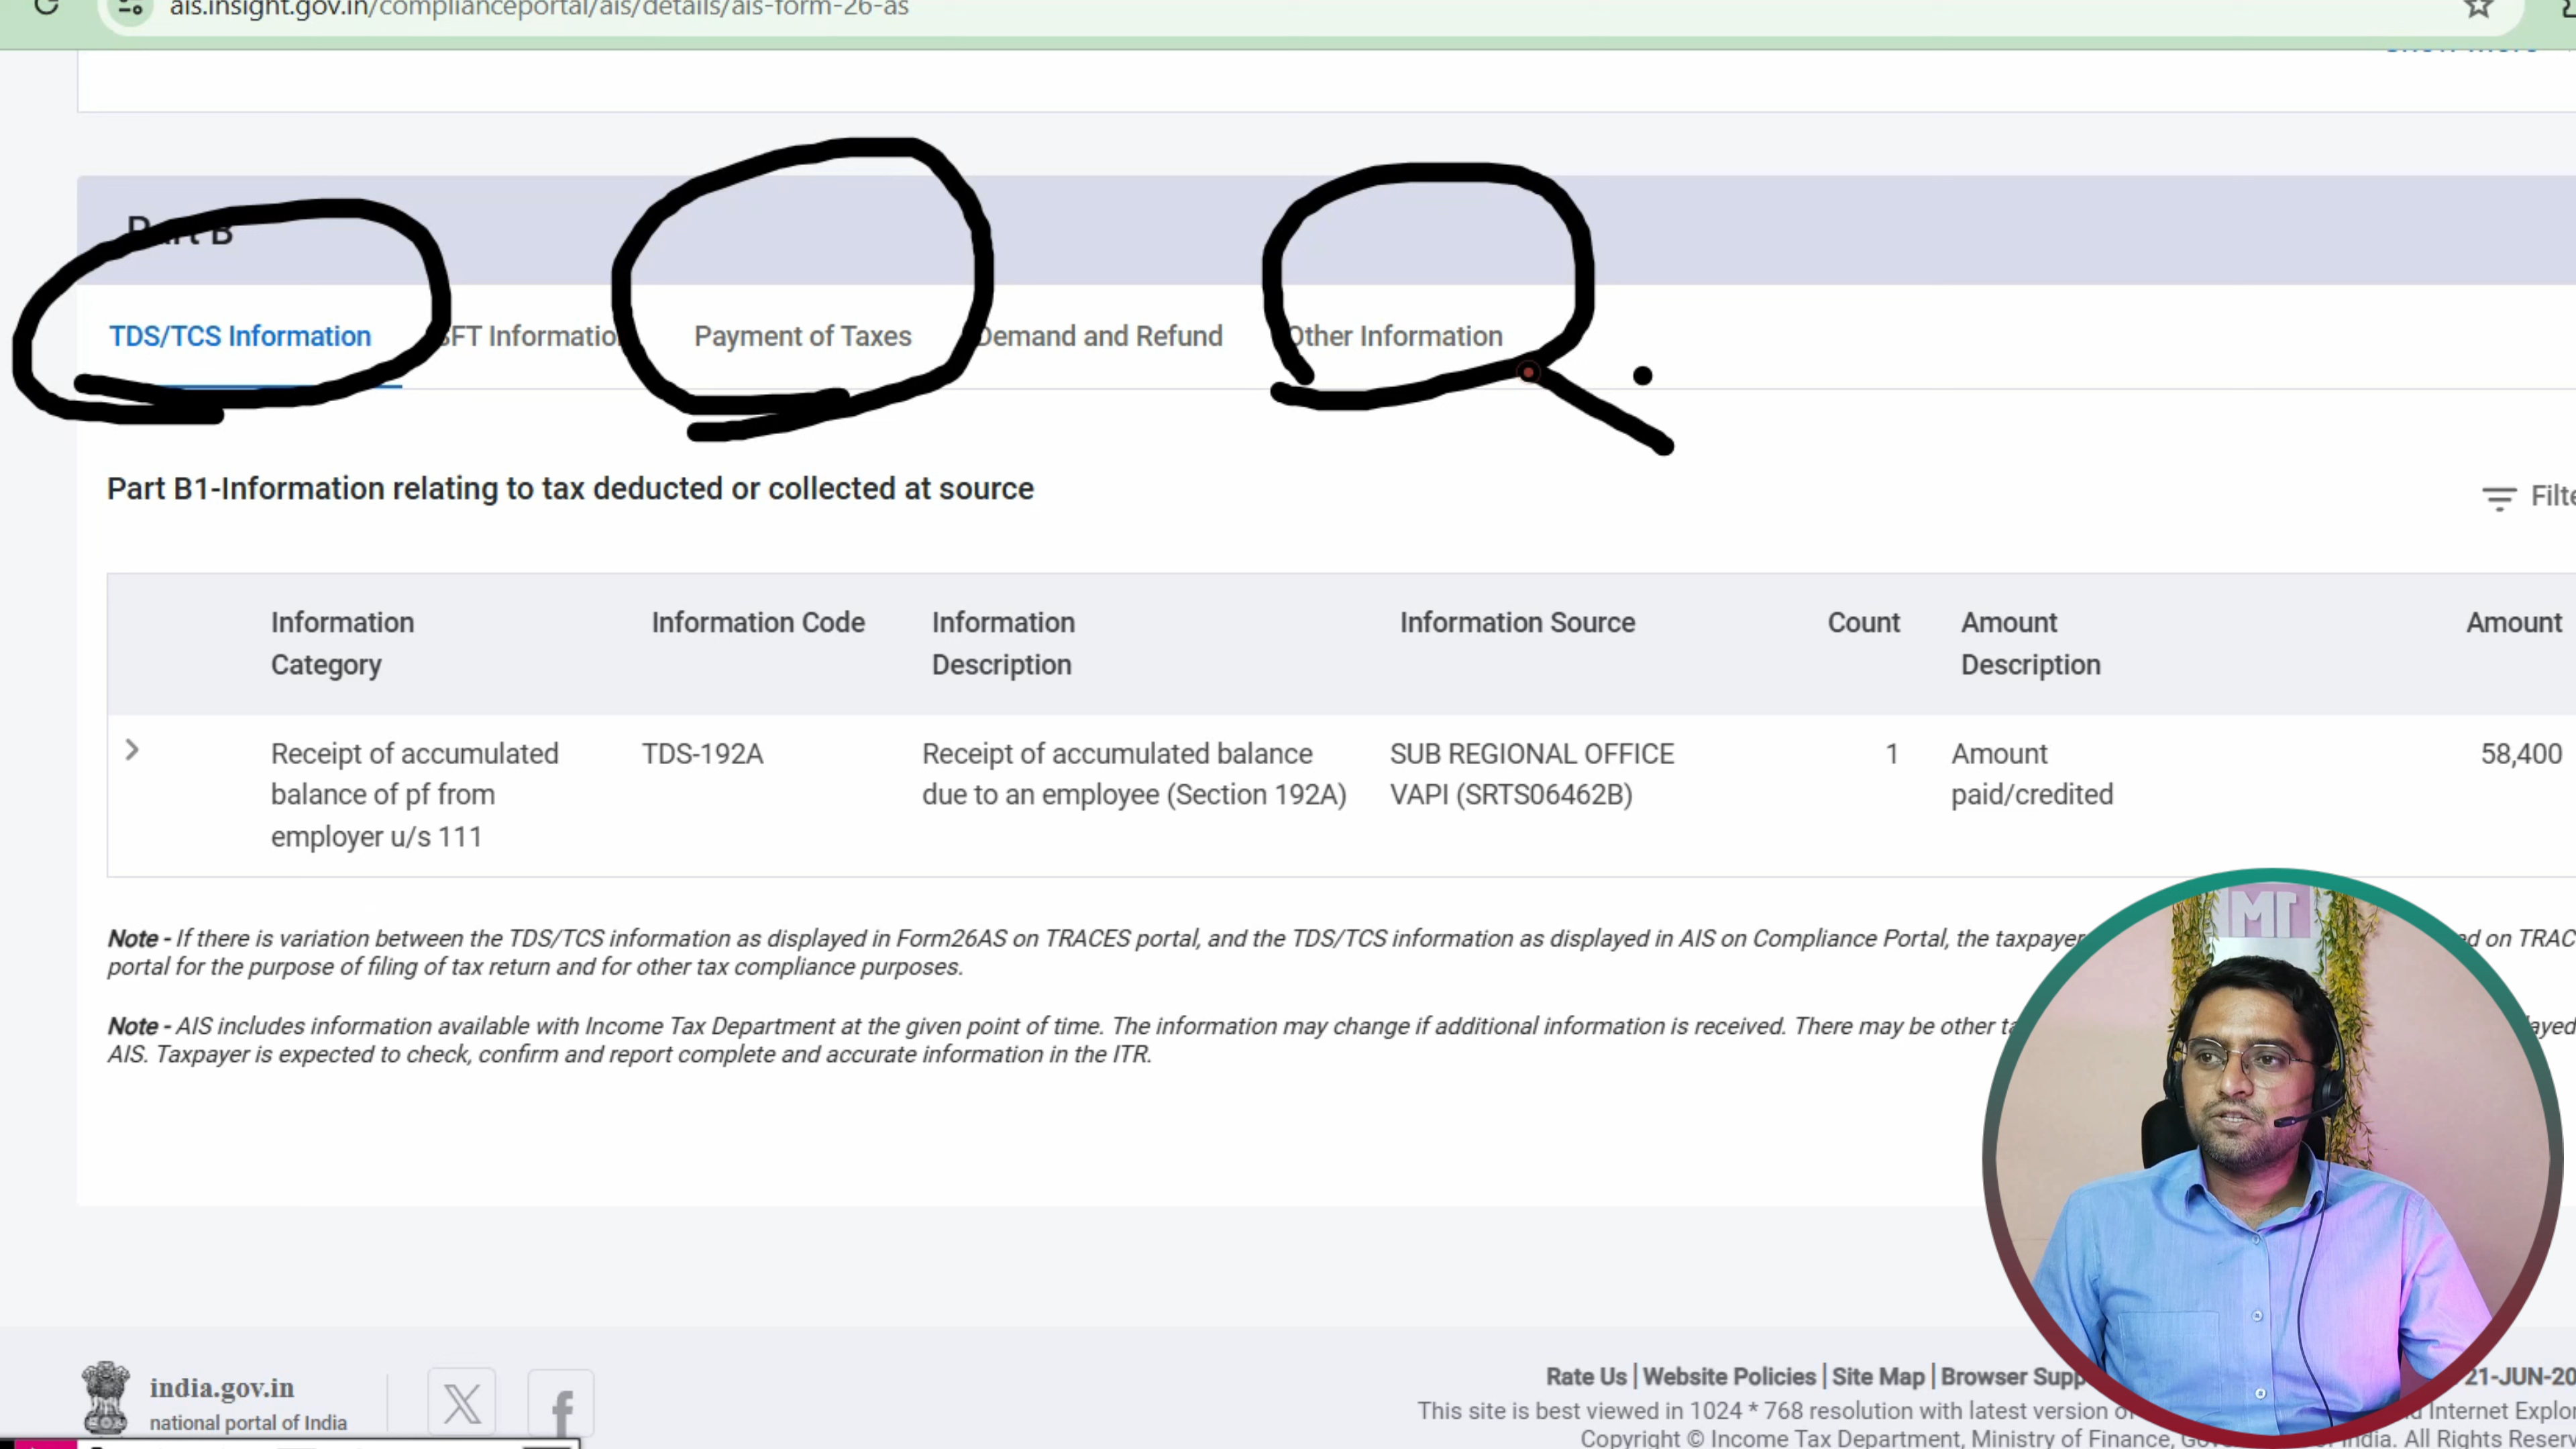 ais.insight.gov.in/complianceportal/ais/details/ais-form-26-as
Part B
TDS/TCS Information SFT Information Payment of Taxes Demand and Refund Other Information
Part B1-Information relating to tax deducted or collected at source
Information Category Information Code Information Description Information Source Count Amount Description Amount
Receipt of accumulated TDS-192A Receipt of accumulated balance SUB REGIONAL OFFICE 1 Amount 58,400
balance of pf from due to an employee (Section 192A) VAPI (SRTS06462B) paid/credited
employer u/s 111
Note - If there is variation between the TDS/TCS information as displayed in Form26AS on TRACES portal, and the TDS/TCS information as displayed in AIS on Compliance Portal, the taxpayer on
portal for the purpose of filing of tax return and for other tax compliance purposes.
Note - AIS includes information available with Income Tax Department at the given point of time. The information may change if additional information is received. There may be other
AIS. Taxpayer is expected to check, confirm and report complete and accurate information in the ITR.
india.gov.in
national portal of India
Rate Us | Website Policies | Site Map | Browser
This site is best viewed in 1024 * 768 resolution with latest version Internet
Copyright © Income Tax Department, Ministry of Finance, All Rights